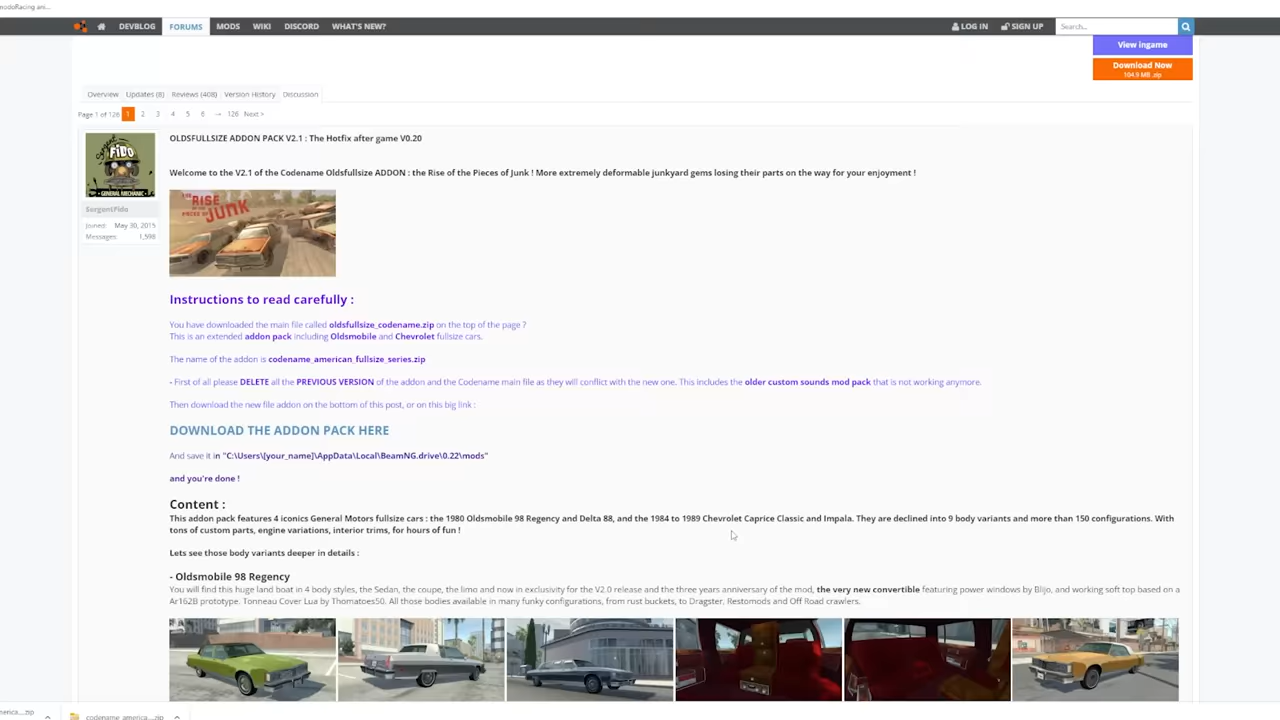 DEVBLOG FORUMS MODS WIKI DISCORD WHAT'S NEW? LOG IN SIGN UP Search...
View ingame
Download Now
104.9 MB .zip
Overview Updates (8) Reviews (408) Version History Discussion
Page 1 of 126 1 2 3 4 5 6 → 126 Next >
OLDSFULLSIZE ADDON PACK V2.1 : The Hotfix after game V0.20
Welcome to the V2.1 of the Codename Oldsfullsize ADDON : the Rise of the Pieces of Junk ! More extremely deformable junkyard gems losing their parts on the way for your enjoyment !
FIDO
GENERAL MECHANIC
SergentFido
Joined: May 30, 2015
Messages: 1,598
RISE
JUNK
Instructions to read carefully :
You have downloaded the main file called oldsfullsize_codename.zip on the top of the page ?
This is an extended addon pack including Oldsmobile and Chevrolet fullsize cars.
The name of the addon is codename_american_fullsize_series.zip
- First of all please DELETE all the PREVIOUS VERSION of the addon and the Codename main file as they will conflict with the new one. This includes the older custom sounds mod pack that is not working anymore.
Then download the new file addon on the bottom of this post, or on this big link :
DOWNLOAD THE ADDON PACK HERE
And save it in "C:\Users\[your_name]\AppData\Local\BeamNG.drive\0.22\mods"
and you're done !
Content :
This addon pack features 4 iconics General Motors fullsize cars : the 1980 Oldsmobile 98 Regency and Delta 88, and the 1984 to 1989 Chevrolet Caprice Classic and Impala. They are declined into 9 body variants and more than 150 configurations. With
tons of custom parts, engine variations, interior trims, for hours of fun !
Lets see those body variants deeper in details :
- Oldsmobile 98 Regency
You will find this huge land boat in 4 body styles, the Sedan, the coupe, the limo and now in exclusivity for the V2.0 release and the three years anniversary of the mod, the very new convertible featuring power windows by Blijo, and working soft top based on a
Ar162B prototype. Tonneau Cover Lua by Thomatoes50. All those bodies available in many funky configurations, from rust buckets, to Dragster, Restomods and Off Road crawlers.
codename_america....zip